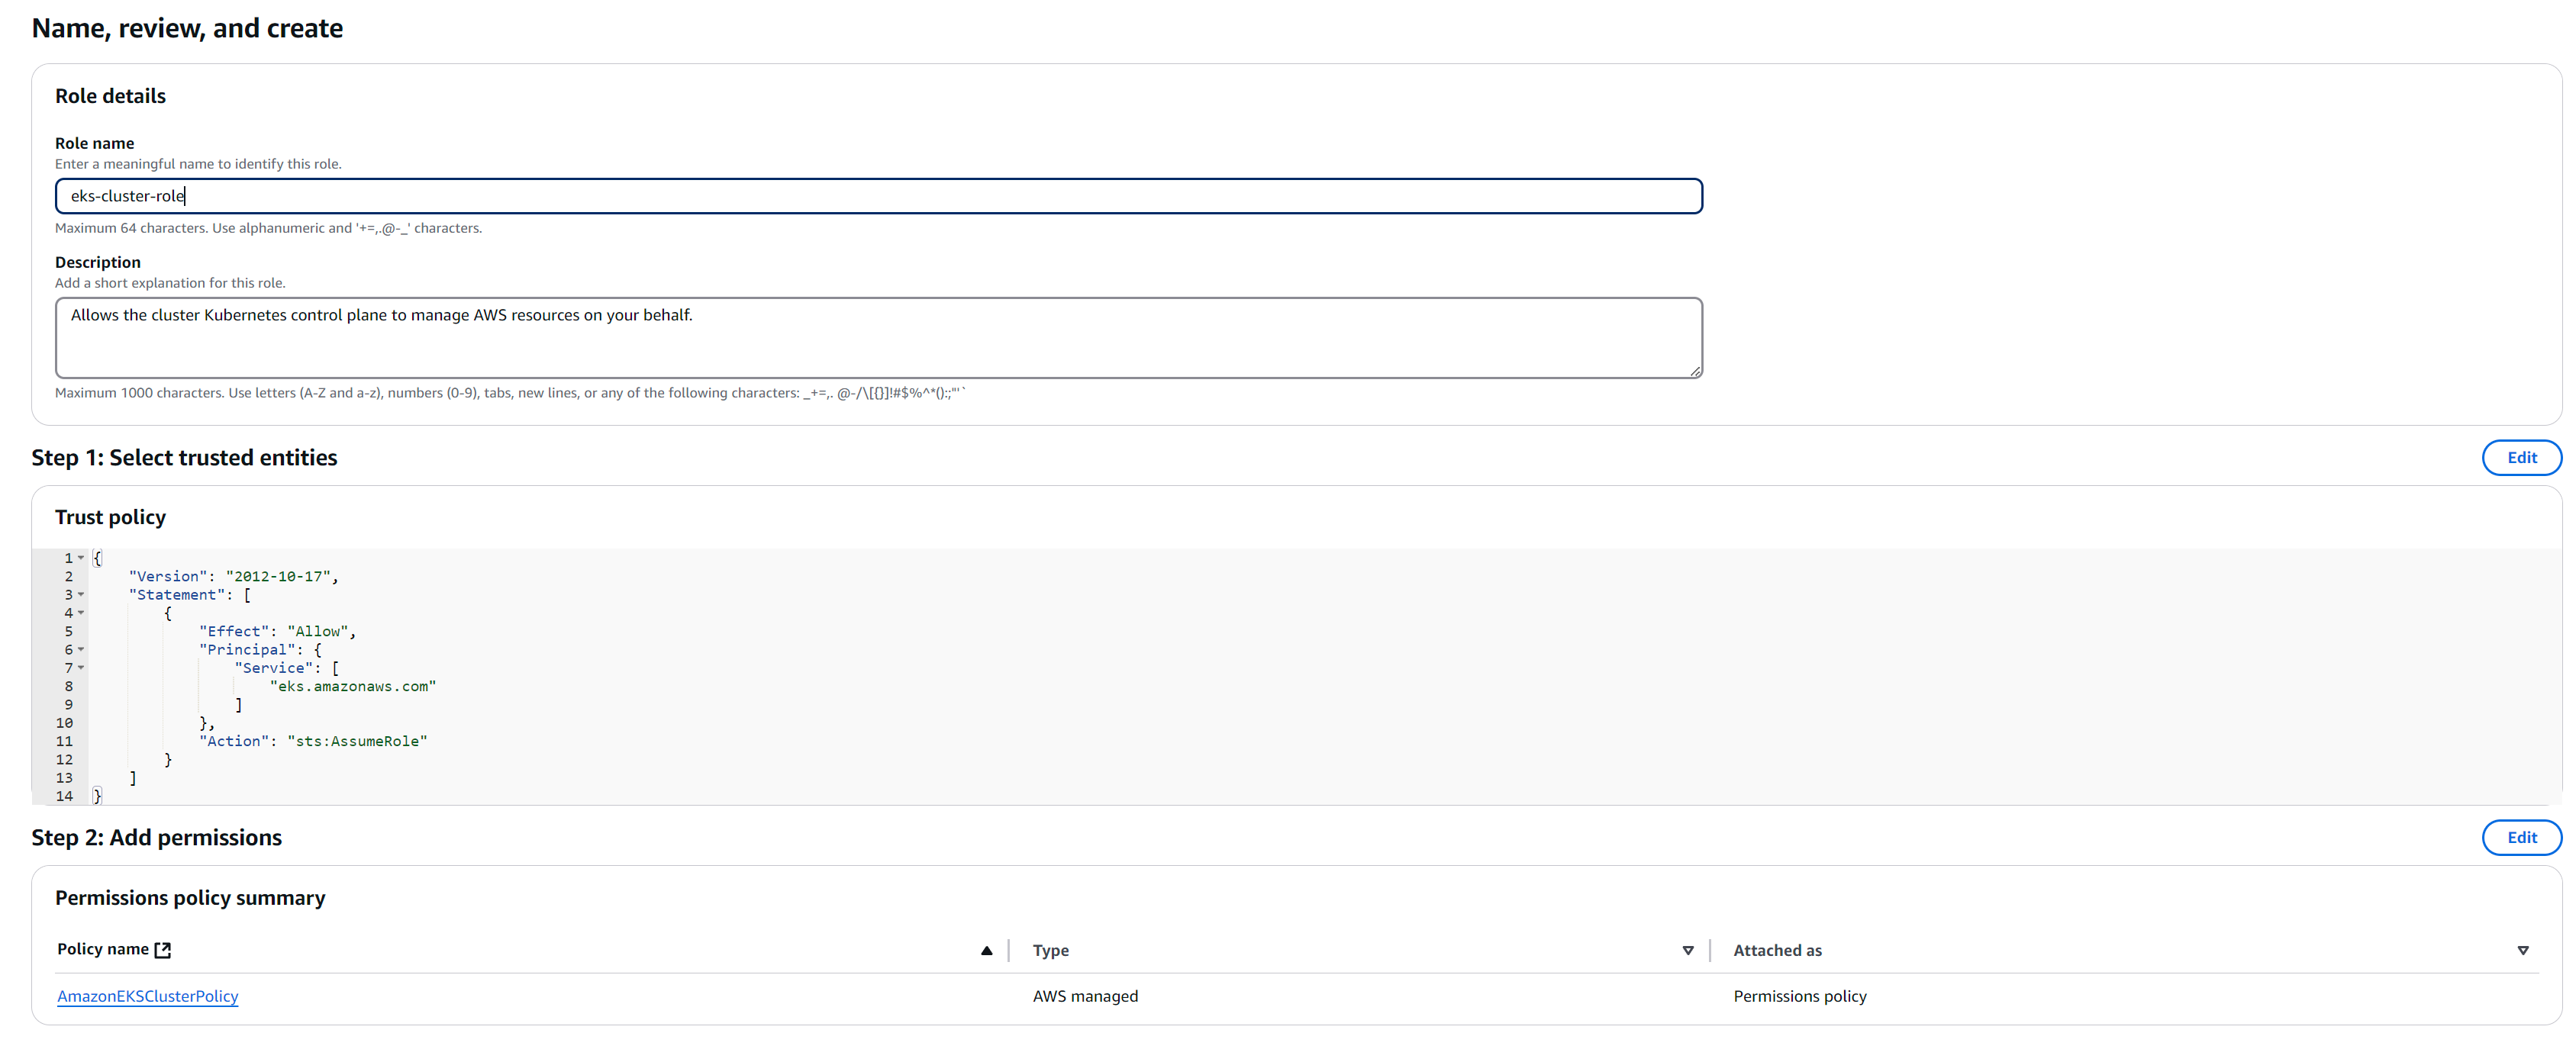 Name, review, and create
Role details
Role name
Enter a meaningful name to identify this role.
eks-cluster-role
Maximum 64 characters. Use alphanumeric and '+=,.@-_' characters.
Description
Add a short explanation for this role.
Allows the cluster Kubernetes control plane to manage AWS resources on your behalf.
Maximum 1000 characters. Use letters (A-Z and a-z), numbers (0-9), tabs, new lines, or any of the following characters: _+=,. @-/\[{}]!#$%^*();:"'`
Step 1: Select trusted entities
Edit
Trust policy
1 {
2     "Version": "2012-10-17",
3     "Statement": [
4         {
5             "Effect": "Allow",
6             "Principal": {
7                 "Service": [
8                     "eks.amazonaws.com"
9                 ]
10             },
11             "Action": "sts:AssumeRole"
12         }
13     ]
14 }
Step 2: Add permissions
Edit
Permissions policy summary
Policy name Type Attached as
AmazonEKSClusterPolicy AWS managed Permissions policy